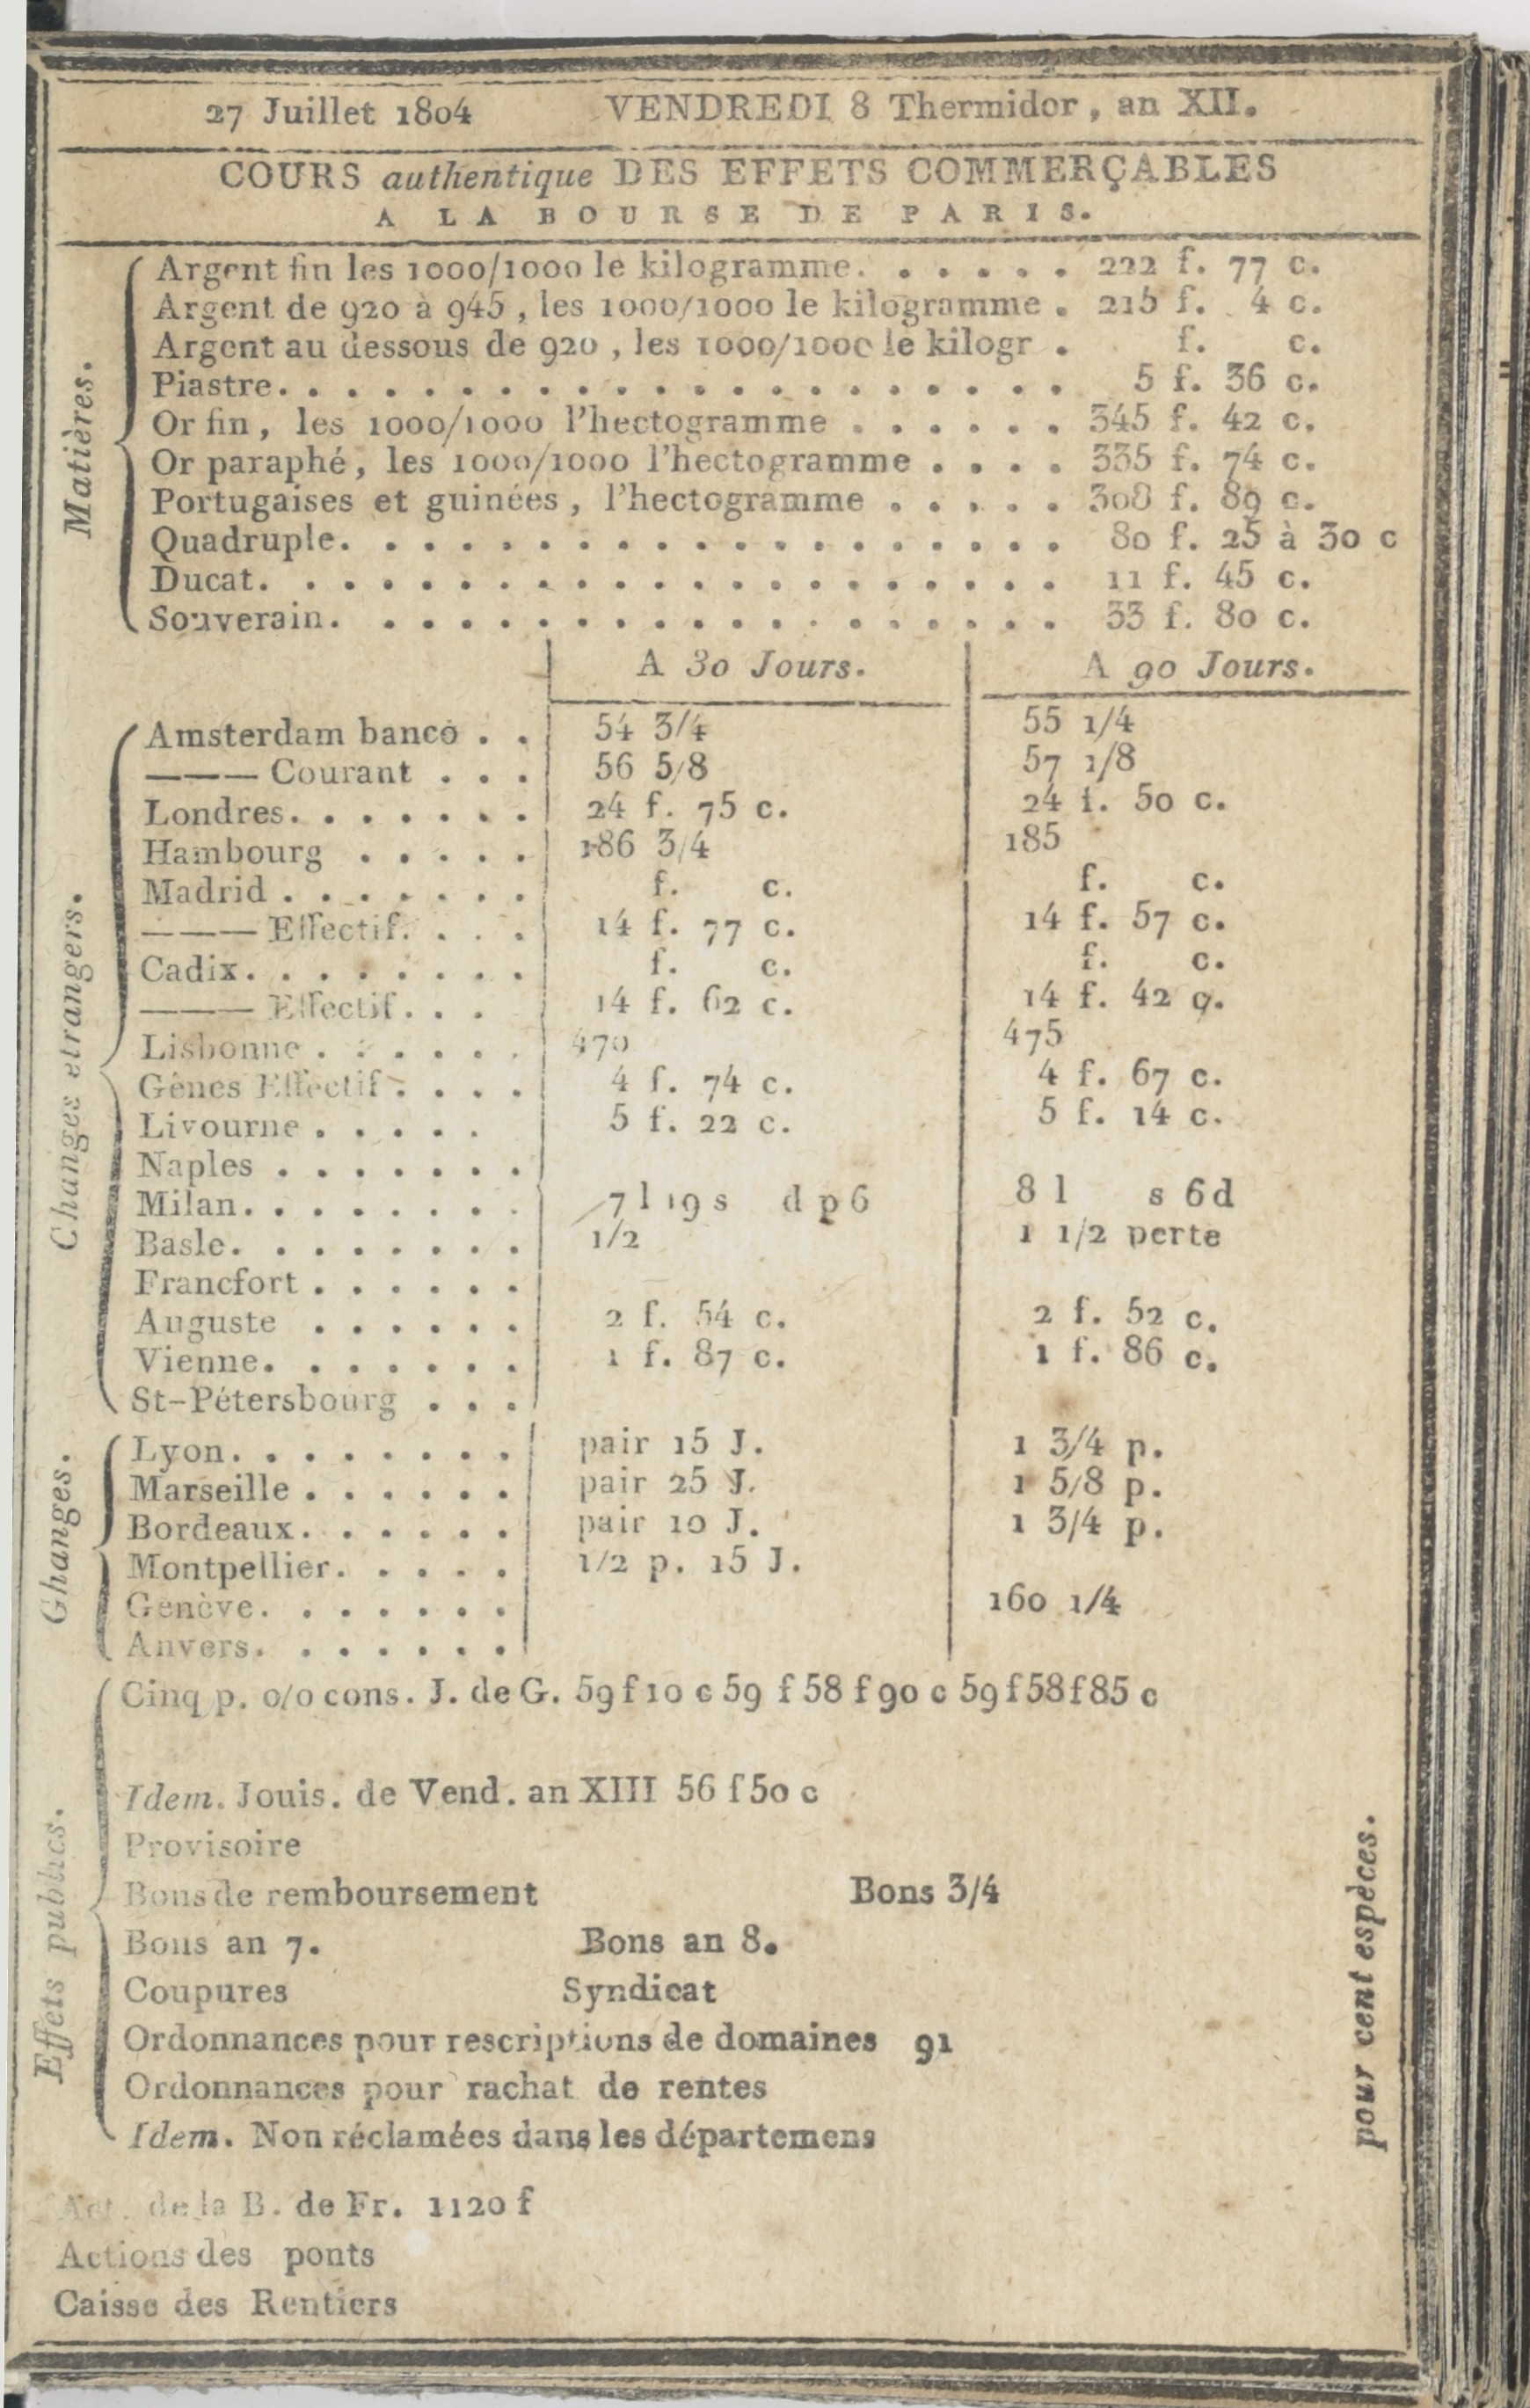 27 Juillet 1804 VENDREDI 8 Thermidor, an XII.
COURS authentique DES EFFETS COMMERÇABLES
A LA BOURSE DE PARIS.
Matières.
Argent fin les 1000/1000 le kilogramme. . . . . . 222 f. 77 c.
Argent de 920 à 945, les 1000/1000 le kilogramme . 215 f. 4 c.
Argent au dessous de 920, les 1000/1000 le kilogr . f. c.
Piastre. . . . . . . . . . . . . . . . . . . . . 5 f. 36 c.
Or fin, les 1000/1000 l'hectogramme . . . . . . 345 f. 42 c.
Or paraphé, les 1000/1000 l'hectogramme . . . . 335 f. 74 c.
Portugaises et guinées, l'hectogramme . . . . . 308 f. 89 c.
Quadruple. . . . . . . . . . . . . . . . . . . . 80 f. 25 à 30 c
Ducat. . . . . . . . . . . . . . . . . . . . . 11 f. 45 c.
Souverain. . . . . . . . . . . . . . . . . . . 33 f. 80 c.
A 30 Jours. A 90 Jours.
Changes etrangers.
Amsterdam banco . . 54 3/4 55 1/4
——— Courant . . . 56 5/8 57 1/8
Londres. . . . . . . 24 f. 75 c. 24 f. 50 c.
Hambourg . . . . . 186 3/4 185
Madrid . . . . . . . f. c. f. c.
——— Effectif. . . . 14 f. 77 c. 14 f. 57 c.
Cadix. . . . . . . . f. c. f. c.
——— Effectif. . . 14 f. 62 c. 14 f. 42 c.
Lisbonne . . . . . . 470 475
Gênes Effectif . . . . 4 f. 74 c. 4 f. 67 c.
Livourne . . . . . 5 f. 22 c. 5 f. 14 c.
Naples . . . . . . .
Milan. . . . . . . . 7 l 19 s d p 6 8 l s 6 d
Basle. . . . . . . . 1/2 1 1/2 perte
Francfort . . . . . .
Auguste . . . . . . 2 f. 54 c. 2 f. 52 c.
Vienne. . . . . . . 1 f. 87 c. 1 f. 86 c.
St-Pétersbourg . . .
Ghanges.
Lyon. . . . . . . . pair 15 J. 1 3/4 p.
Marseille . . . . . . pair 25 J. 1 5/8 p.
Bordeaux. . . . . . pair 10 J. 1 3/4 p.
Montpellier. . . . . 1/2 p. 15 J.
Genève. . . . . . . 160 1/4
Anvers. . . . . . .
Effets publics.
Cinq p. 0/0 cons. J. de G. 59 f 10 c 59 f 58 f 90 c 59 f 58 f 85 c
Idem. Jouis. de Vend. an XIII 56 f 50 c
Provisoire
Bons de remboursement Bons 3/4
Bons an 7. Bons an 8.
Coupures Syndicat
Ordonnances pour rescriptions de domaines 91
Ordonnances pour rachat de rentes
Idem. Non réclamées dans les départemens
pour cent espèces.
Act. de la B. de Fr. 1120 f
Actions des ponts
Caisse des Rentiers